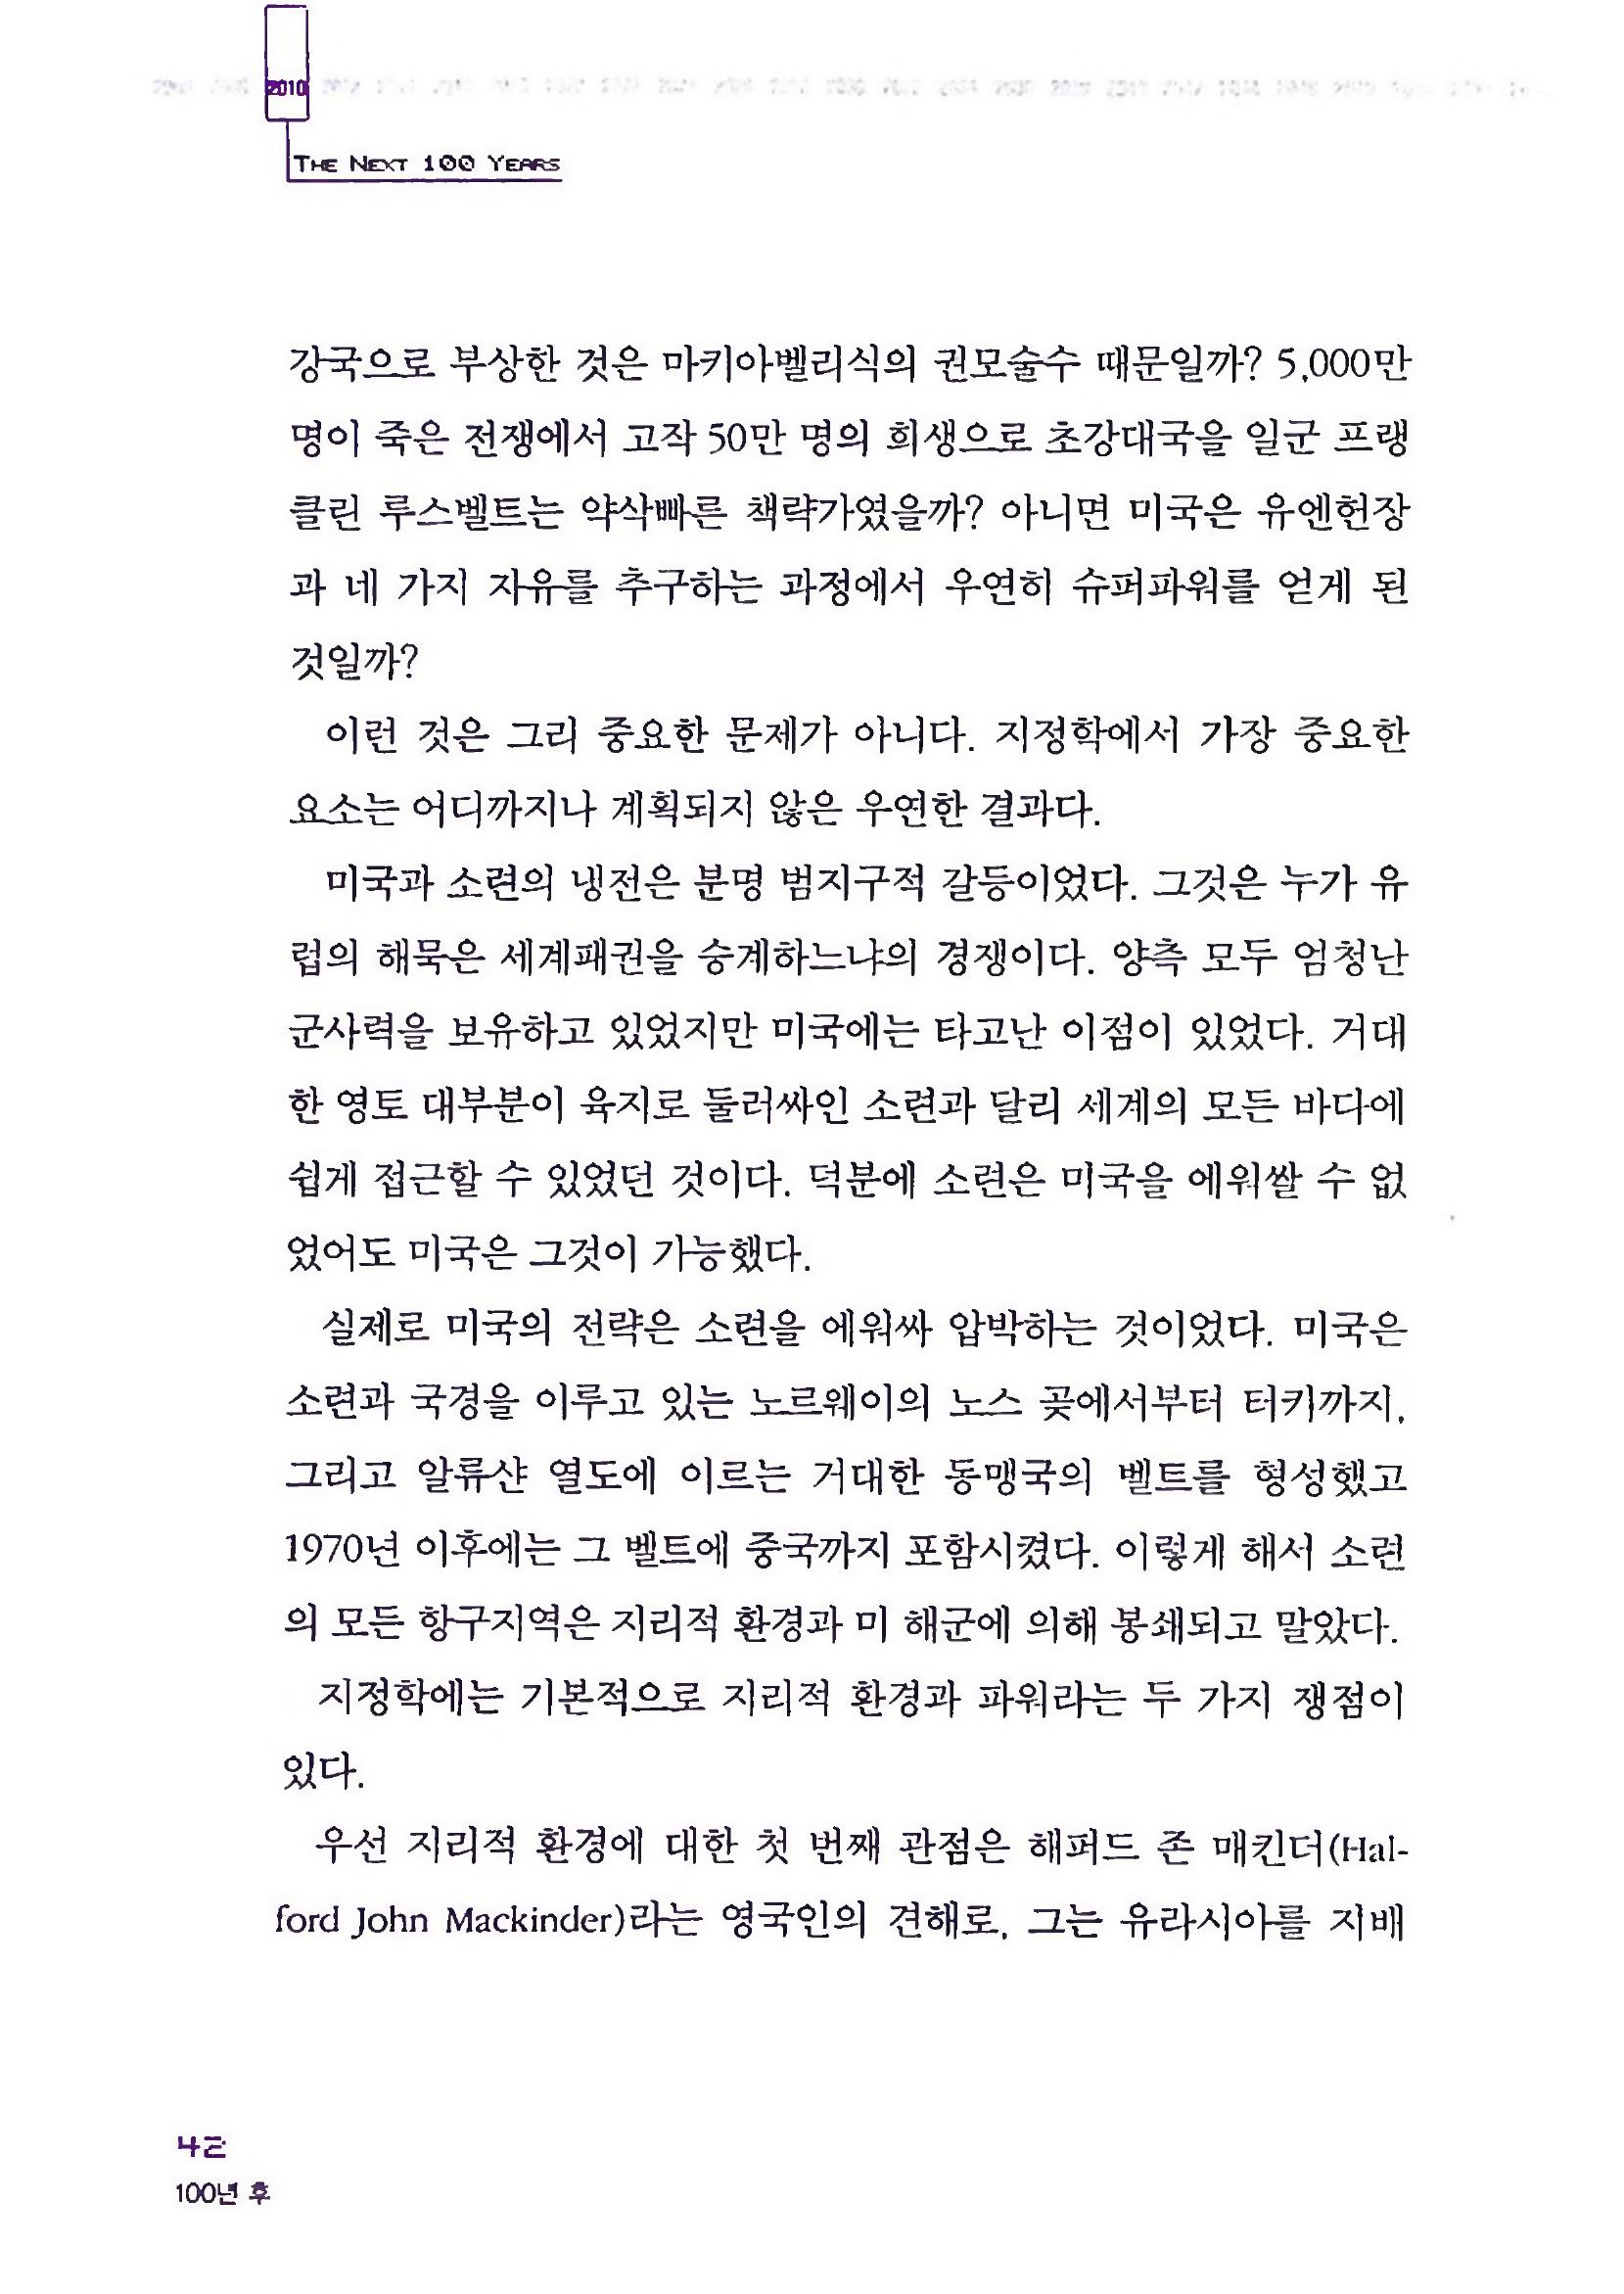 2010
THE NEXT 100 YEARS
강국으로 부상한 것은 마키아벨리식의 권모술수 때문일까? 5,000만
명이 죽은 전쟁에서 고작 50만 명의 희생으로 초강대국을 일군 프랭
클린 루스벨트는 약삭빠른 책략가였을까? 아니면 미국은 유엔헌장
과 네 가지 자유를 추구하는 과정에서 우연히 슈퍼파워를 얻게 된
것일까?
이런 것은 그리 중요한 문제가 아니다. 지정학에서 가장 중요한
요소는 어디까지나 계획되지 않은 우연한 결과다.
미국과 소련의 냉전은 분명 범지구적 갈등이었다. 그것은 누가 유
럽의 해묵은 세계패권을 승계하느냐의 경쟁이다. 양측 모두 엄청난
군사력을 보유하고 있었지만 미국에는 타고난 이점이 있었다. 거대
한 영토 대부분이 육지로 둘러싸인 소련과 달리 세계의 모든 바다에
쉽게 접근할 수 있었던 것이다. 덕분에 소련은 미국을 에워쌀 수 없
었어도 미국은 그것이 가능했다.
실제로 미국의 전략은 소련을 에워싸 압박하는 것이었다. 미국은
소련과 국경을 이루고 있는 노르웨이의 노스 곶에서부터 터키까지,
그리고 알류샨 열도에 이르는 거대한 동맹국의 벨트를 형성했고
1970년 이후에는 그 벨트에 중국까지 포함시켰다. 이렇게 해서 소련
의 모든 항구지역은 지리적 환경과 미 해군에 의해 봉쇄되고 말았다.
지정학에는 기본적으로 지리적 환경과 파워라는 두 가지 쟁점이
있다.
우선 지리적 환경에 대한 첫 번째 관점은 해퍼드 존 매킨더(Hal-
ford John Mackinder)라는 영국인의 견해로, 그는 유라시아를 지배
42
100년 후